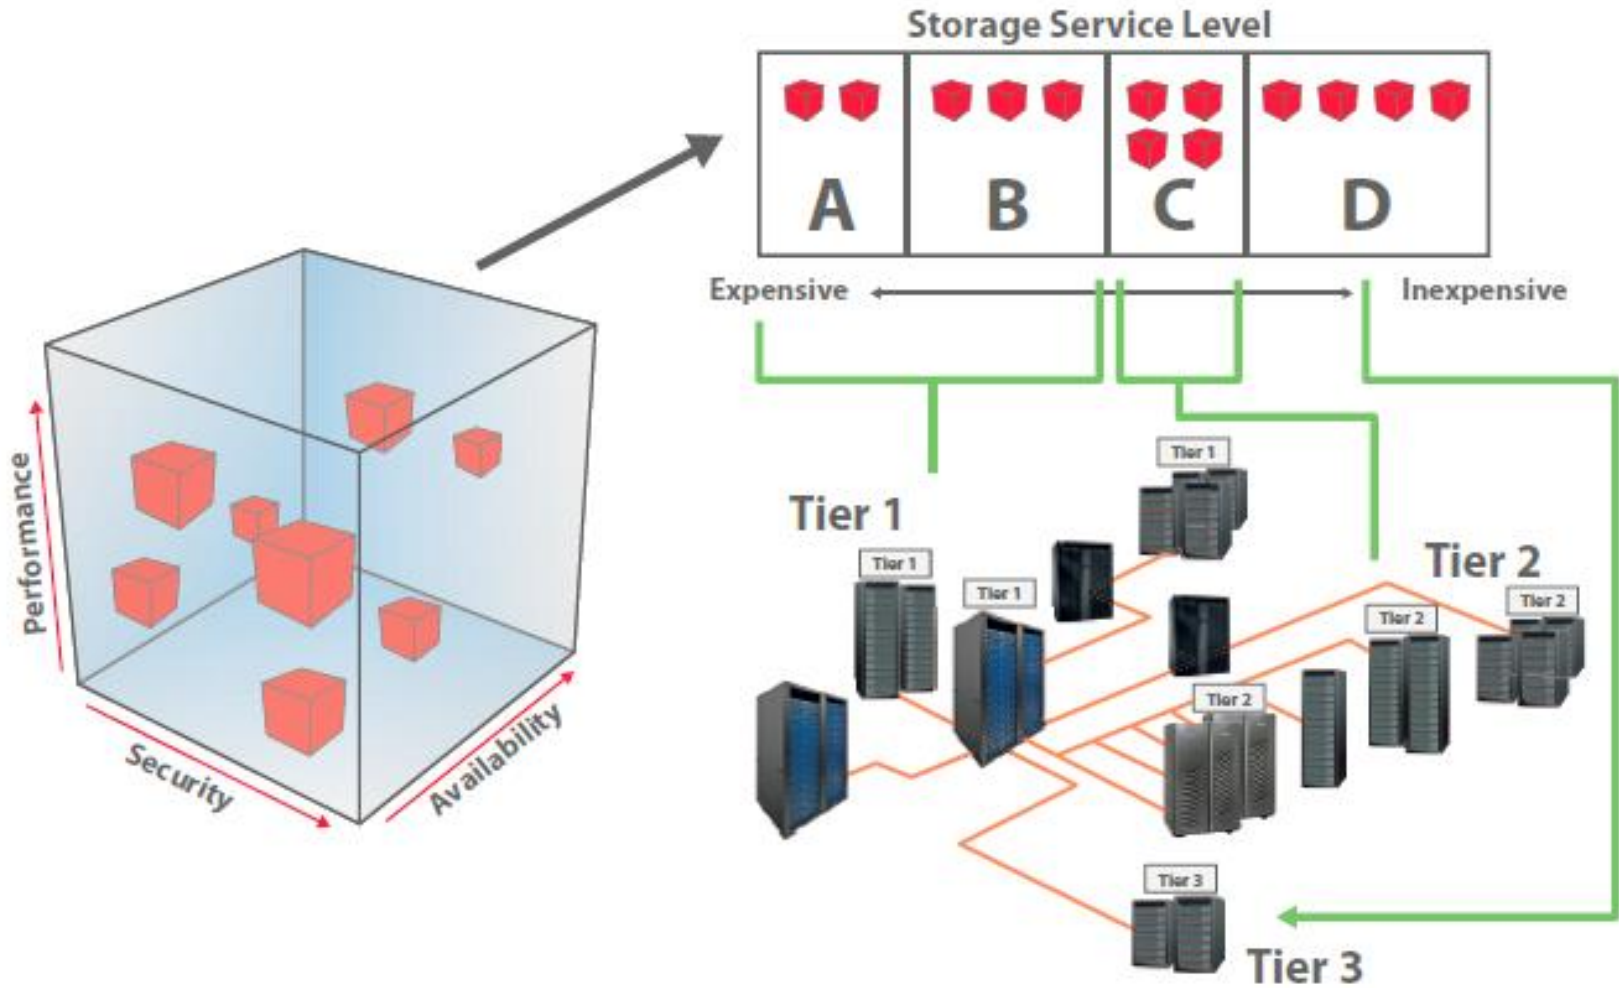 Storage Service Level
A
B
C
D
Expensive
Inexpensive
Performance
Security
Availability
Tier 1
Tier 1
Tier 1
Tier 1
Tier 2
Tier 2
Tier 2
Tier 2
Tier 3
Tier 3